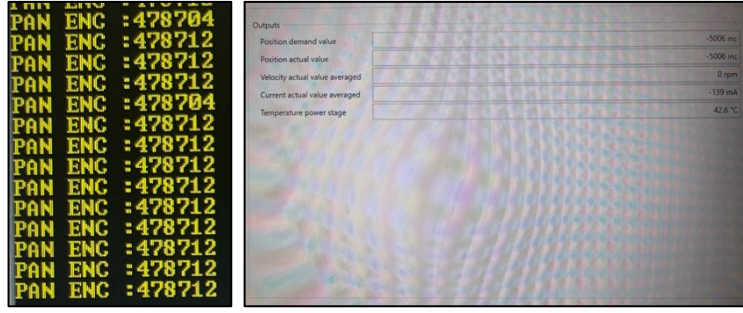 PAN ENC :478704
PAN ENC :478712
PAN ENC :478712
PAN ENC :478712
PAN ENC :478704
PAN ENC :478712
PAN ENC :478712
PAN ENC :478712
PAN ENC :478712
PAN ENC :478712
PAN ENC :478712
PAN ENC :478712
PAN ENC :478712
PAN ENC :478712
Outputs
Position demand value -5006 inc
Position actual value -5006 inc
Velocity actual value averaged 0 rpm
Current actual value averaged -139 mA
Temperature power stage 42.6 °C